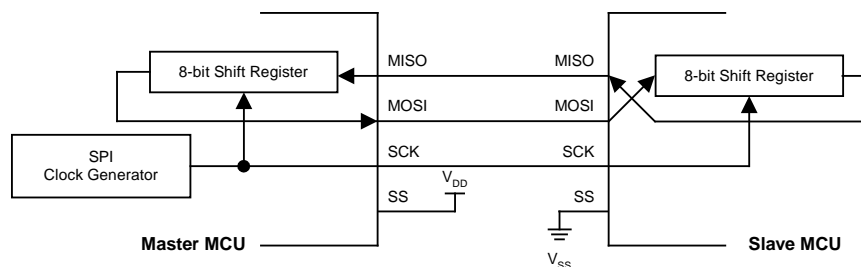 8-bit Shift Register
MISO MISO
8-bit Shift Register
MOSI MOSI
SPI
Clock Generator
SCK SCK
VDD
SS SS
Master MCU
VSS
Slave MCU